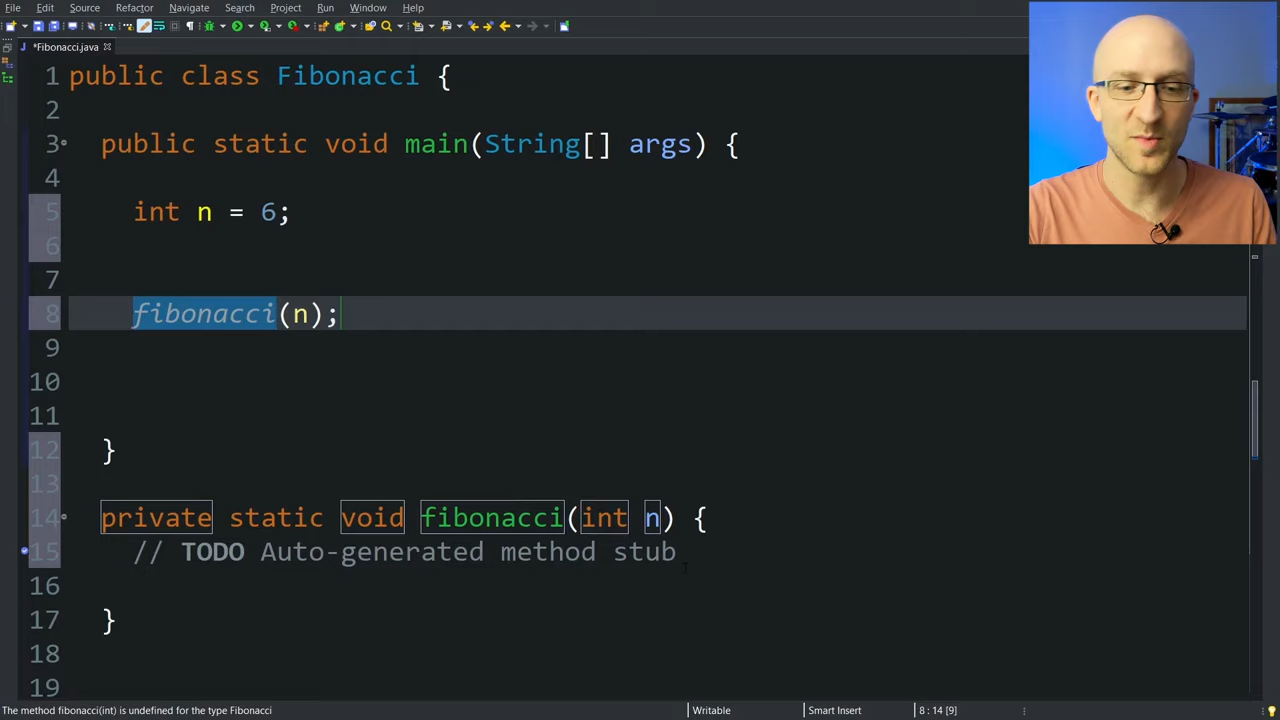 File Edit Source Refactor Navigate Search Project Run Window Help
*Fibonacci.java
1 public class Fibonacci {
2
3 public static void main(String[] args) {
4
5 int n = 6;
6
7
8 fibonacci(n);
9
10
11
12 }
13
14 private static void fibonacci(int n) {
15 // TODO Auto-generated method stub
16
17 }
18
19
The method fibonacci(int) is undefined for the type Fibonacci Writable Smart Insert 8 : 14 [9]